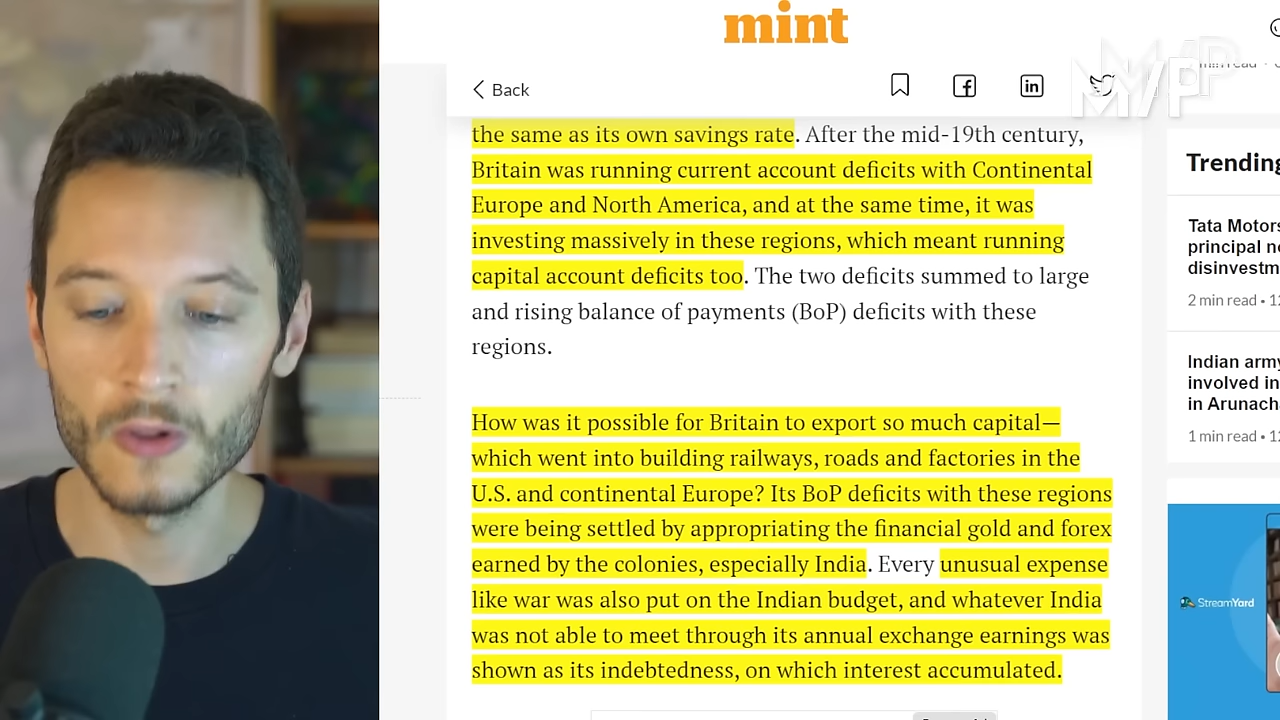 mint
Back
the same as its own savings rate. After the mid-19th century,
Britain was running current account deficits with Continental
Europe and North America, and at the same time, it was
investing massively in these regions, which meant running
capital account deficits too. The two deficits summed to large
and rising balance of payments (BoP) deficits with these
regions.
How was it possible for Britain to export so much capital—
which went into building railways, roads and factories in the
U.S. and continental Europe? Its BoP deficits with these regions
were being settled by appropriating the financial gold and forex
earned by the colonies, especially India. Every unusual expense
like war was also put on the Indian budget, and whatever India
was not able to meet through its annual exchange earnings was
shown as its indebtedness, on which interest accumulated.
Trending
Tata Motors
principal
disinvestm
2 min read • 12
Indian army
involved in
in Arunach
1 min read • 12
StreamYard